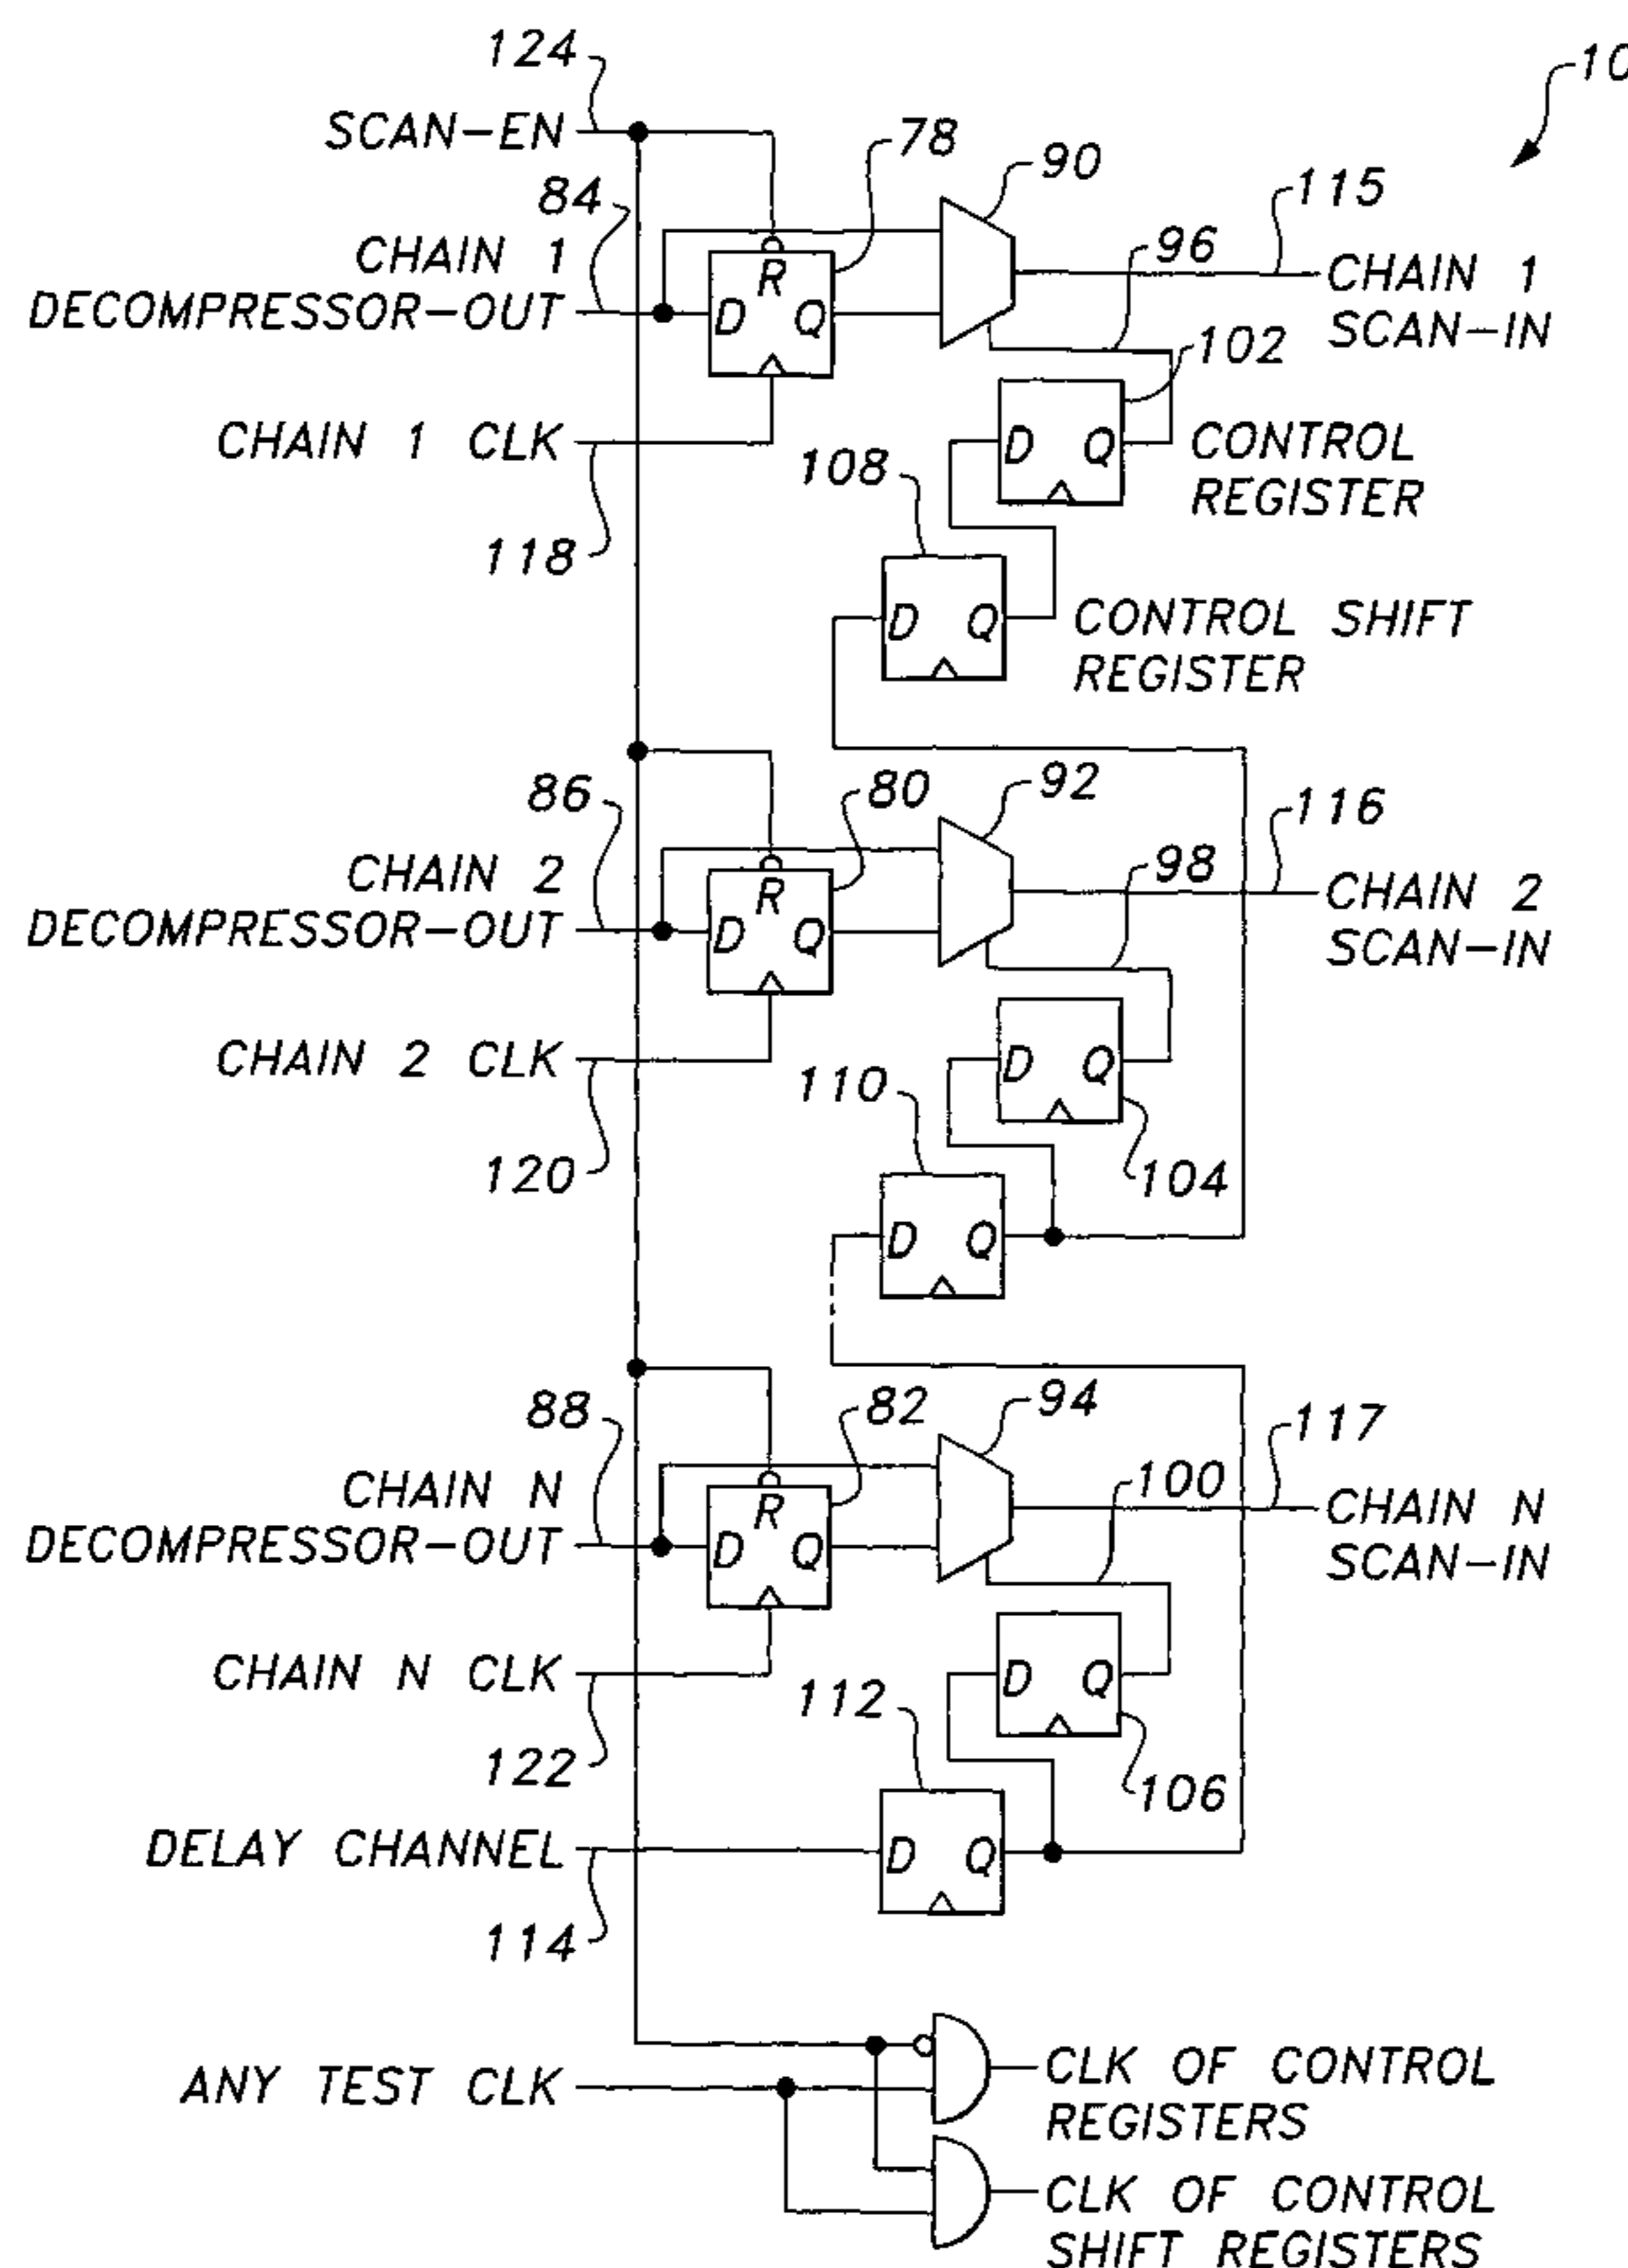 124
10
SCAN-EN
78
90
84
115
CHAIN 1
DECOMPRESSOR-OUT
R
D Q
96
CHAIN 1
SCAN-IN
102
CHAIN 1 CLK
D Q
CONTROL
REGISTER
108
118
D Q
CONTROL SHIFT
REGISTER
86
80
92
116
CHAIN 2
DECOMPRESSOR-OUT
R
D Q
98
CHAIN 2
SCAN-IN
CHAIN 2 CLK
D Q
110
120
104
D Q
88
82
94
117
CHAIN N
DECOMPRESSOR-OUT
R
D Q
100
CHAIN N
SCAN-IN
CHAIN N CLK
D Q
112
122
106
DELAY CHANNEL
D Q
114
ANY TEST CLK
CLK OF CONTROL
REGISTERS
CLK OF CONTROL
SHIFT REGISTERS